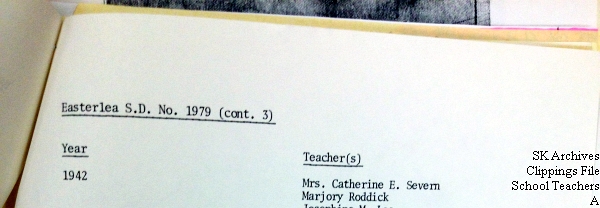 Easterlea S.D. No. 1979 (cont. 3)
Year
Teacher(s)
1942
Mrs. Catherine E. Severn
Marjory Roddick
Josephine M.
SK Archives
Clippings File
School Teachers
A